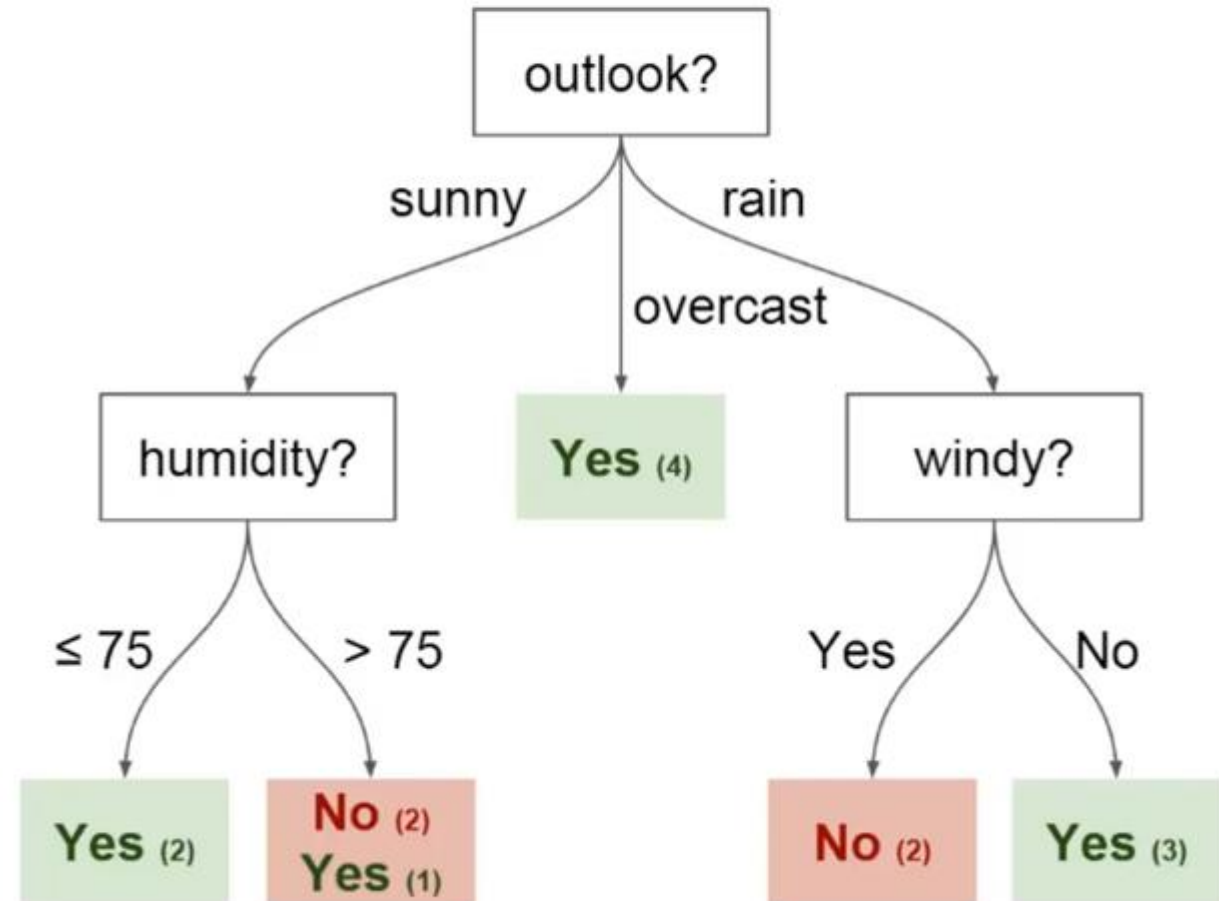 outlook?
sunny
rain
overcast
humidity?
Yes (4)
windy?
≤ 75
> 75
Yes
No
Yes (2)
No (2)
Yes (1)
No (2)
Yes (3)